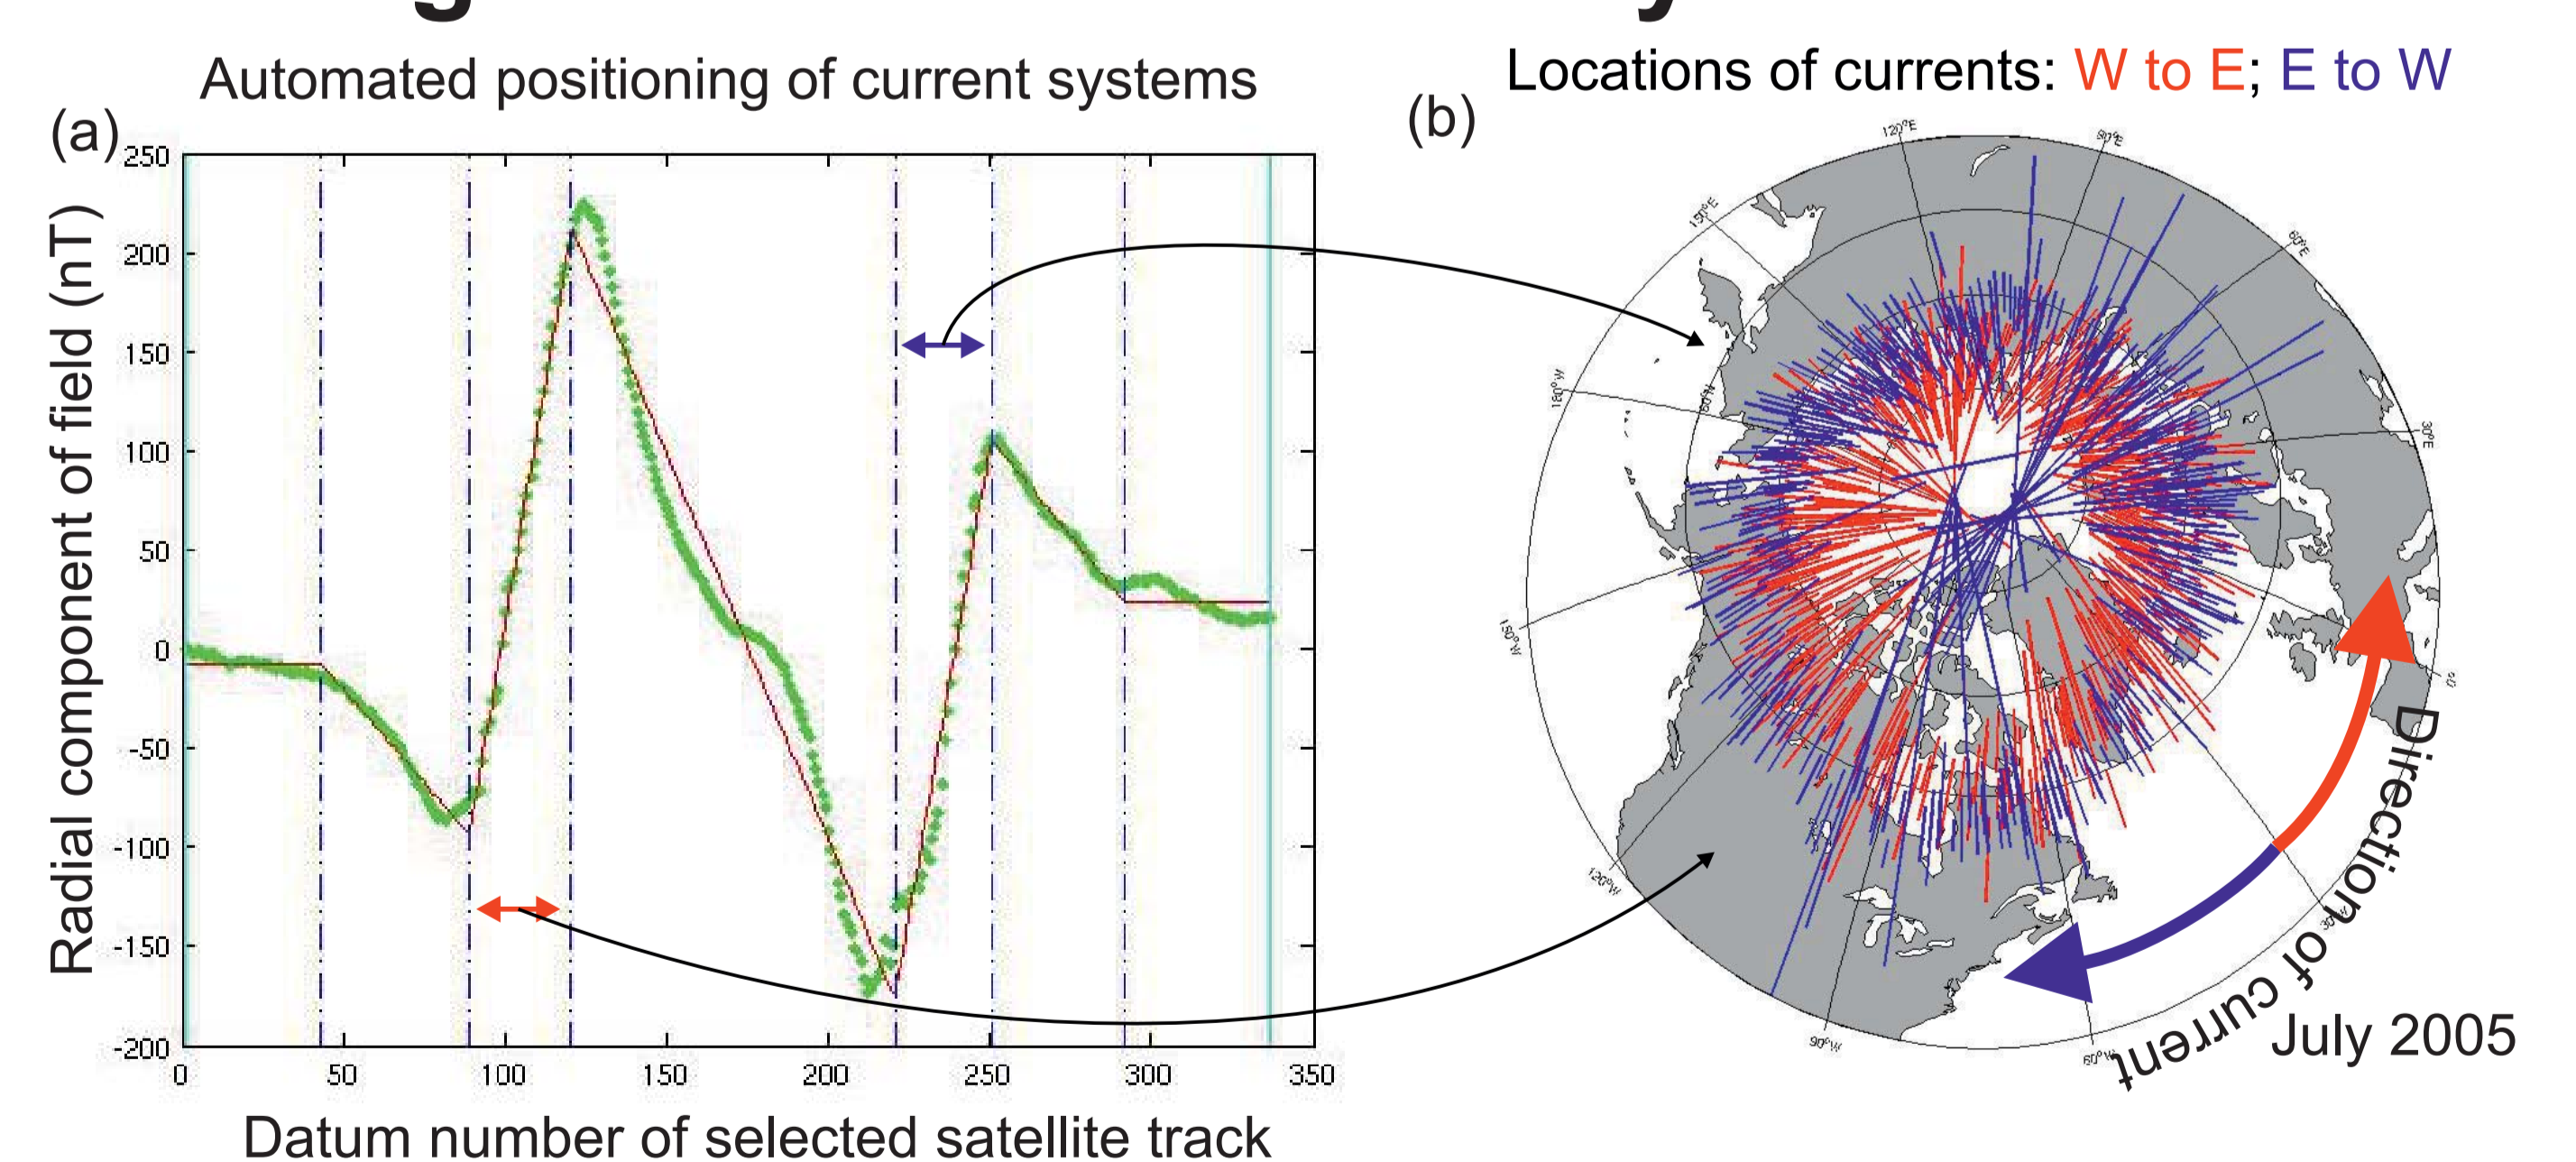 Automated positioning of current systems
Locations of currents: W to E; E to W
(a)
(b)
Radial component of field (nT)
250
200
150
100
50
0
-50
-100
-150
-200
0 50 100 150 200 250 300 350
Datum number of selected satellite track
120°E
60°E
30°E
0°
60°W
90°W
120°W
150°W
180°W
150°E
60°N
Direction of current
July 2005